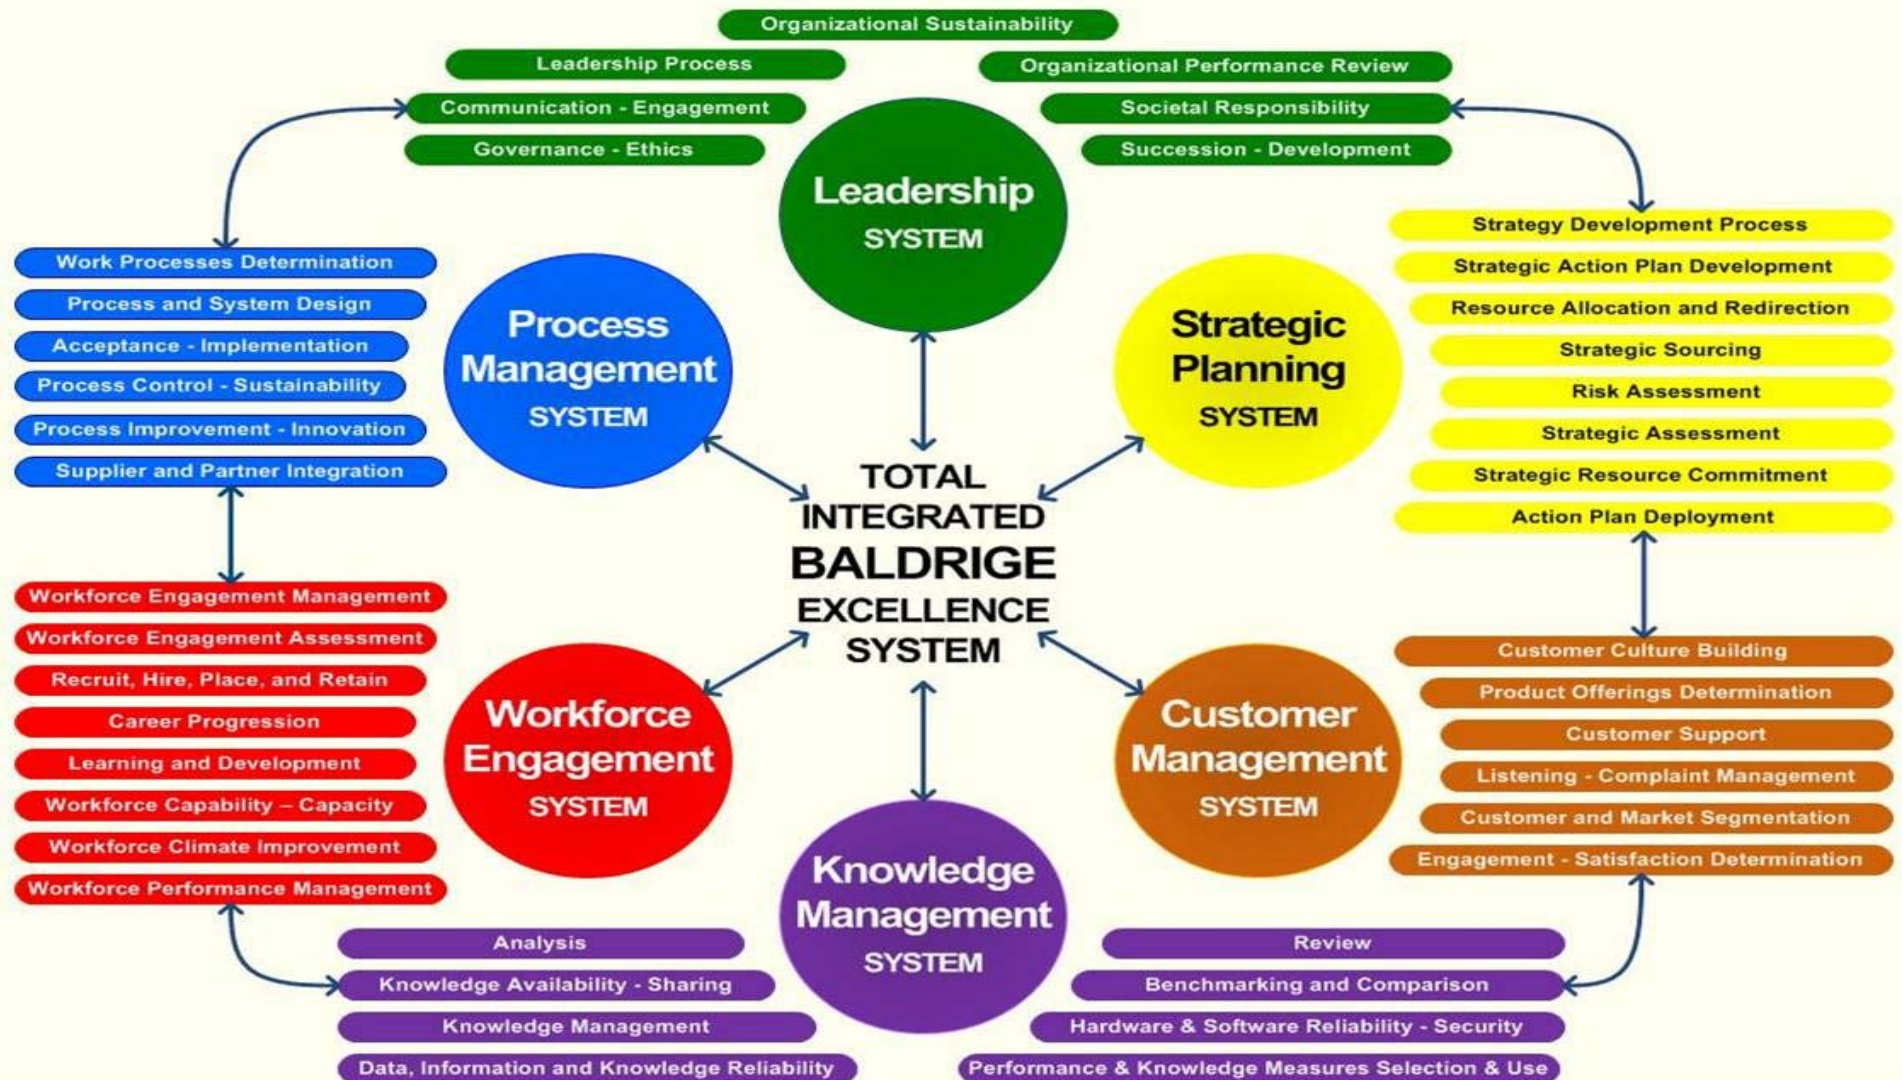 Organizational Sustainability
Leadership Process
Organizational Performance Review
Communication - Engagement
Societal Responsibility
Governance - Ethics
Succession - Development
Leadership
SYSTEM
Work Processes Determination
Process and System Design
Acceptance - Implementation
Process Control - Sustainability
Process Improvement - Innovation
Supplier and Partner Integration
Process
Management
SYSTEM
Strategic
Planning
SYSTEM
Strategy Development Process
Strategic Action Plan Development
Resource Allocation and Redirection
Strategic Sourcing
Risk Assessment
Strategic Assessment
Strategic Resource Commitment
Action Plan Deployment
TOTAL
INTEGRATED
BALDRIGE
EXCELLENCE
SYSTEM
Workforce Engagement Management
Workforce Engagement Assessment
Recruit, Hire, Place, and Retain
Career Progression
Learning and Development
Workforce Capability – Capacity
Workforce Climate Improvement
Workforce Performance Management
Workforce
Engagement
SYSTEM
Customer
Management
SYSTEM
Customer Culture Building
Product Offerings Determination
Customer Support
Listening - Complaint Management
Customer and Market Segmentation
Engagement - Satisfaction Determination
Knowledge
Management
SYSTEM
Analysis
Knowledge Availability - Sharing
Knowledge Management
Data, Information and Knowledge Reliability
Review
Benchmarking and Comparison
Hardware & Software Reliability - Security
Performance & Knowledge Measures Selection & Use